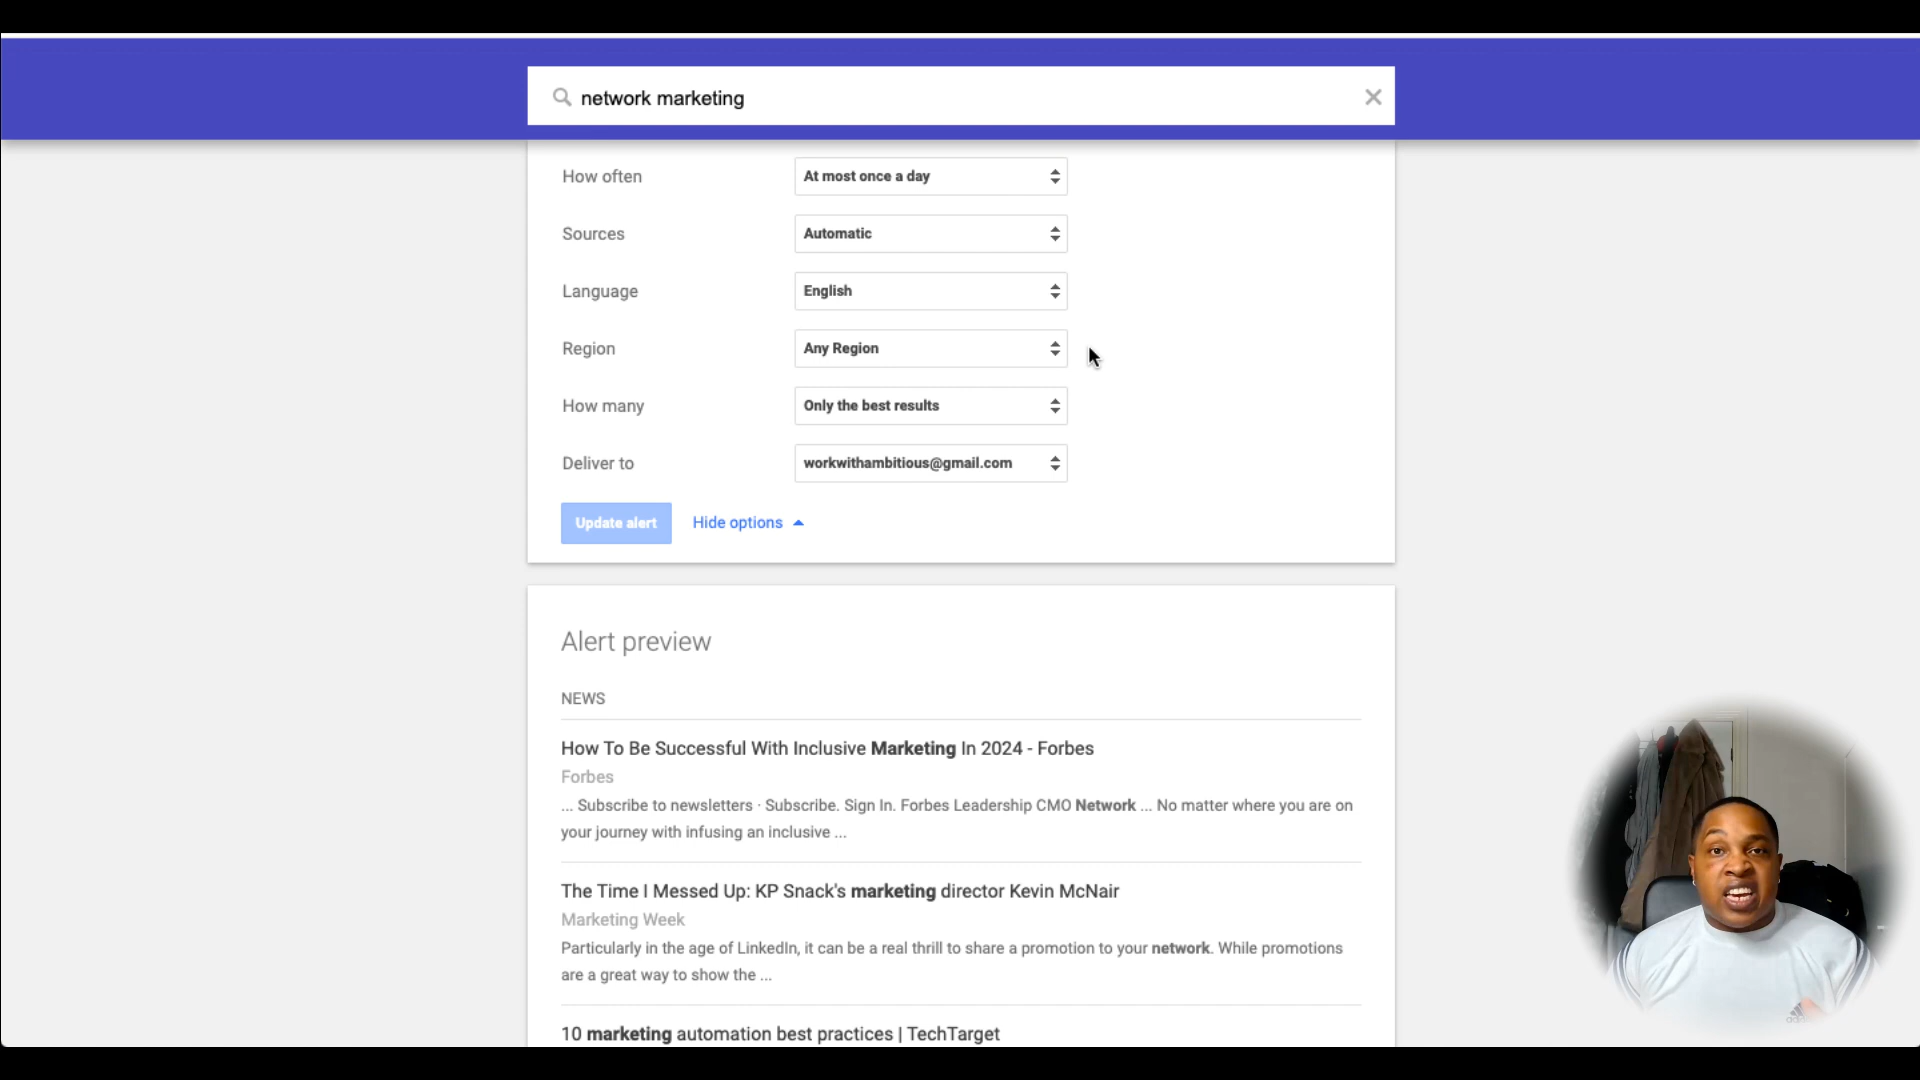 network marketing
How often
At most once a day
Sources
Automatic
Language
English
Region
Any Region
How many
Only the best results
Deliver to
workwithambitious@gmail.com
Update alert
Hide options
Alert preview
NEWS
How To Be Successful With Inclusive Marketing In 2024 - Forbes
Forbes
... Subscribe to newsletters · Subscribe. Sign In. Forbes Leadership CMO Network ... No matter where you are on
your journey with infusing an inclusive ...
The Time I Messed Up: KP Snack's marketing director Kevin McNair
Marketing Week
Particularly in the age of LinkedIn, it can be a real thrill to share a promotion to your network. While promotions
are a great way to show the ...
10 marketing automation best practices | TechTarget